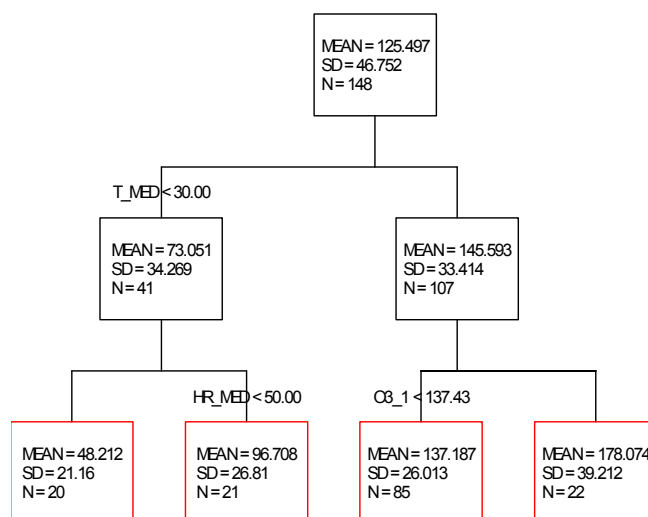 MEAN = 125.497
SD = 46.752
N = 148
T_MED < 30.00
MEAN = 73.051
SD = 34.269
N = 41
MEAN = 145.593
SD = 33.414
N = 107
HR_MED < 50.00
O3_1 < 137.43
MEAN = 48.212
SD = 21.16
N = 20
MEAN = 96.708
SD = 26.81
N = 21
MEAN = 137.187
SD = 26.013
N = 85
MEAN = 178.074
SD = 39.212
N = 22